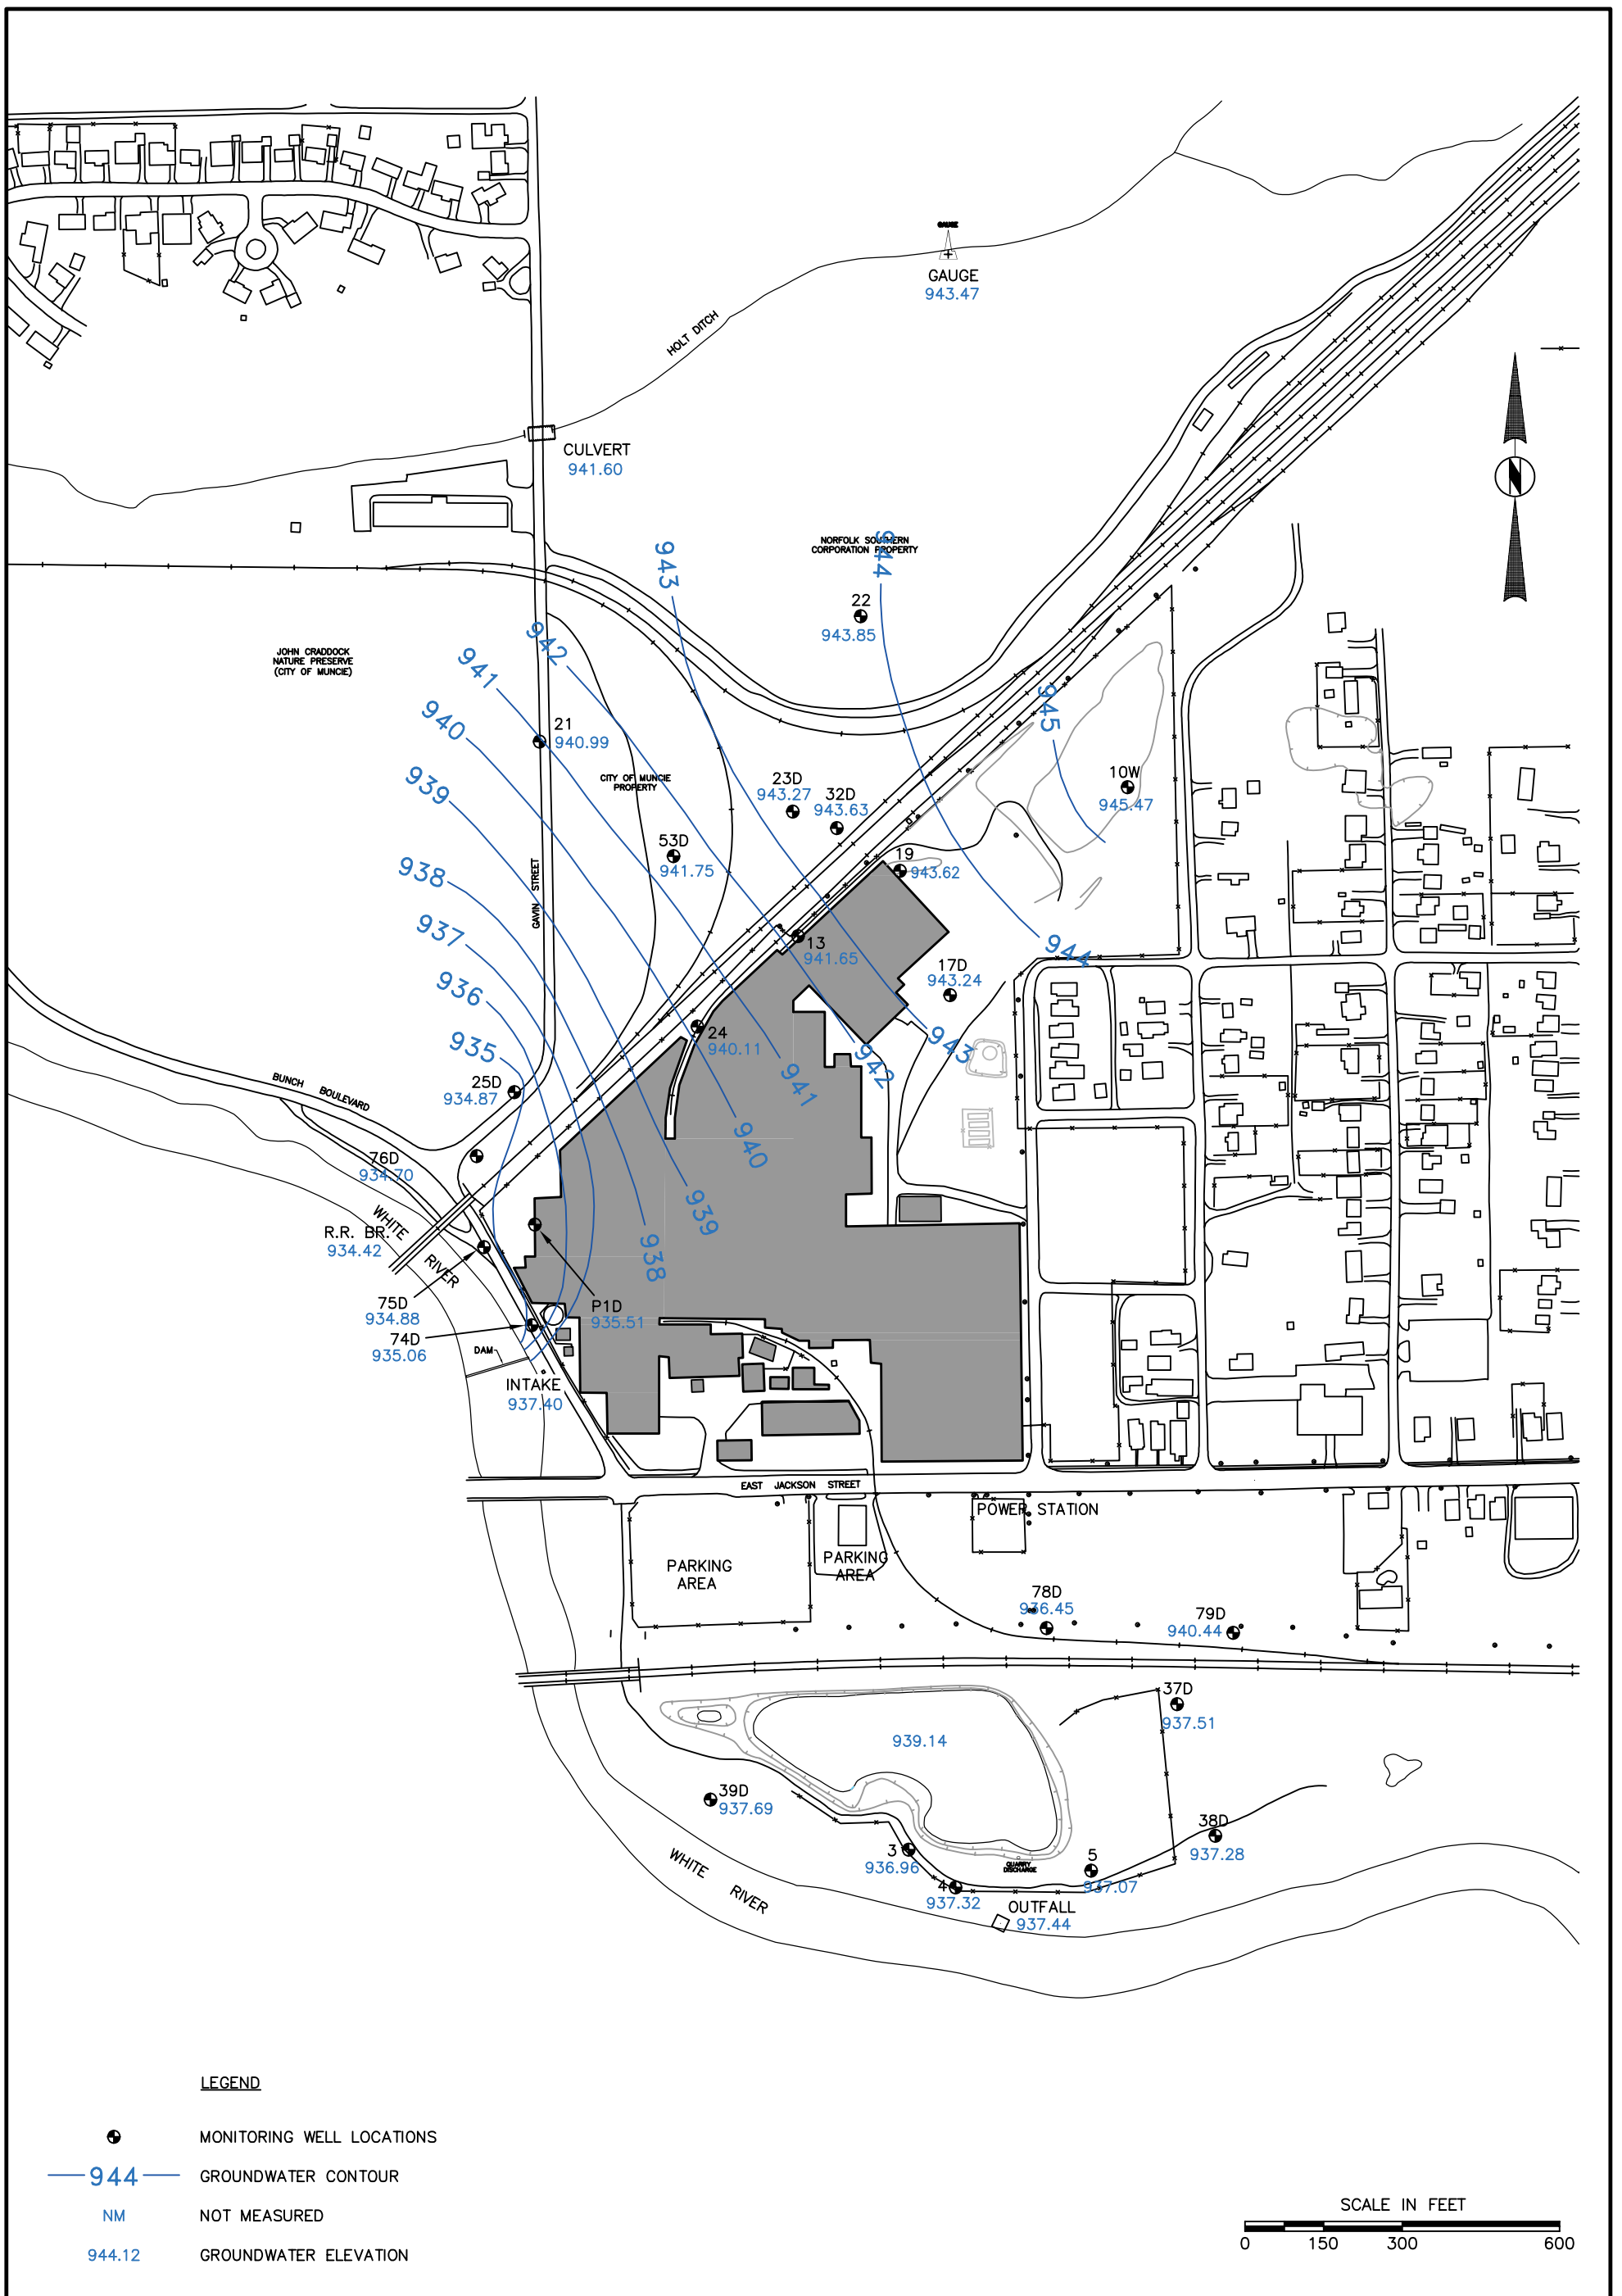 GAUGE
GAUGE
943.47
HOLT DITCH
CULVERT
941.60
NORFOLK SOUTHERN
CORPORATION PROPERTY
943
944
N
22
943.85
JOHN CRADDOCK
NATURE PRESERVE
(CITY OF MUNCIE)
942
941
940
939
938
937
936
935
945
21
940.99
CITY OF MUNCIE
PROPERTY
23D
943.27
32D
943.63
10W
945.47
53D
941.75
19
943.62
GAVIN STREET
13
941.65
17D
943.24
944
24
940.11
943
942
941
940
939
938
25D
934.87
BUNCH BOULEVARD
76D
934.70
WHITE
RIVER
R.R. BR.
934.42
75D
934.88
74D
935.06
P1D
935.51
DAM
INTAKE
937.40
EAST JACKSON STREET
POWER STATION
PARKING
AREA
PARKING
AREA
78D
936.45
79D
940.44
37D
937.51
939.14
39D
937.69
38D
937.28
3
936.96
4
937.32
5
937.07
QUARRY
DISCHARGE
OUTFALL
937.44
WHITE
RIVER
LEGEND
MONITORING WELL LOCATIONS
944 GROUNDWATER CONTOUR
NM NOT MEASURED
944.12 GROUNDWATER ELEVATION
SCALE IN FEET
0 150 300 600